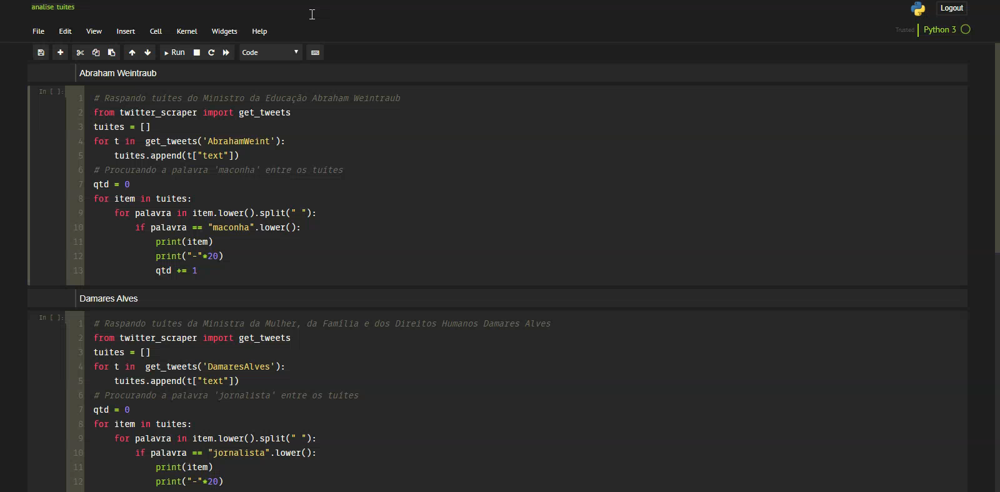 analise tuites
Logout
File Edit View Insert Cell Kernel Widgets Help
Trusted Python 3
Run Code
Abraham Weintraub
In [ ]:
1 # Raspando tuítes do Ministro da Educação Abraham Weintraub
2 from twitter_scraper import get_tweets
3 tuites = []
4 for t in  get_tweets('AbrahamWeint'):
5     tuites.append(t["text"])
6 # Procurando a palavra 'maconha' entre os tuítes
7 qtd = 0
8 for item in tuites:
9     for palavra in item.lower().split(" "):
10         if palavra == "maconha".lower():
11             print(item)
12             print("-"*20)
13             qtd += 1
Damares Alves
In [ ]:
1 # Raspando tuítes da Ministra da Mulher, da Família e dos Direitos Humanos Damares Alves
2 from twitter_scraper import get_tweets
3 tuites = []
4 for t in  get_tweets('DamaresAlves'):
5     tuites.append(t["text"])
6 # Procurando a palavra 'jornalista' entre os tuítes
7 qtd = 0
8 for item in tuites:
9     for palavra in item.lower().split(" "):
10         if palavra == "jornalista".lower():
11             print(item)
12             print("-"*20)